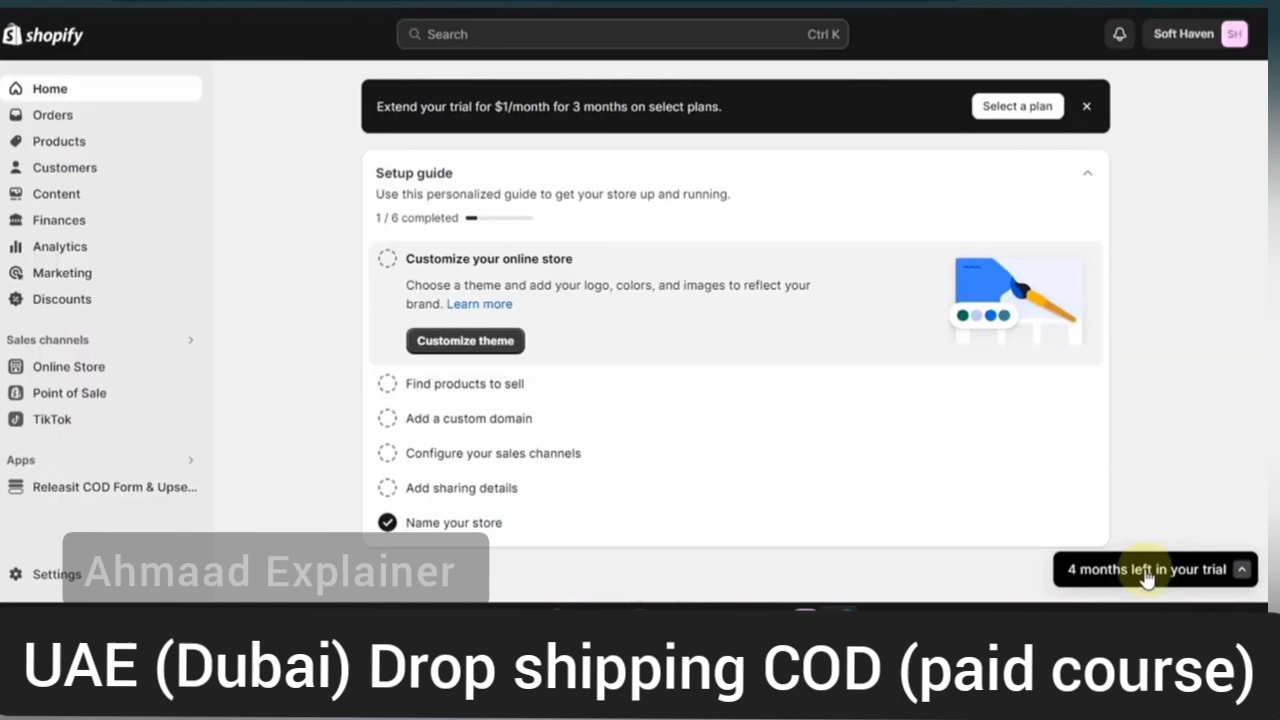 shopify
Search Ctrl K
Soft Haven SH
Home
Orders
Products
Customers
Content
Finances
Analytics
Marketing
Discounts
Sales channels
Online Store
Point of Sale
TikTok
Apps
Releasit COD Form & Upse...
Settings
Extend your trial for $1/month for 3 months on select plans.
Select a plan
Setup guide
Use this personalized guide to get your store up and running.
1 / 6 completed
Customize your online store
Choose a theme and add your logo, colors, and images to reflect your
brand. Learn more
Customize theme
Find products to sell
Add a custom domain
Configure your sales channels
Add sharing details
Name your store
4 months left in your trial
Ahmaad Explainer
UAE (Dubai) Drop shipping COD (paid course)